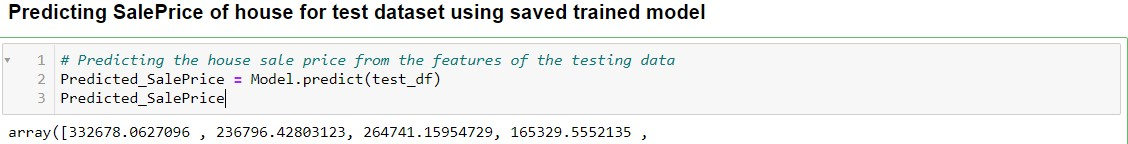 Predicting SalePrice of house for test dataset using saved trained model
1 # Predicting the house sale price from the features of the testing data
2 Predicted_SalePrice = Model.predict(test_df)
3 Predicted_SalePrice
array([332678.0627096 , 236796.42803123, 264741.15954729, 165329.5552135 ,